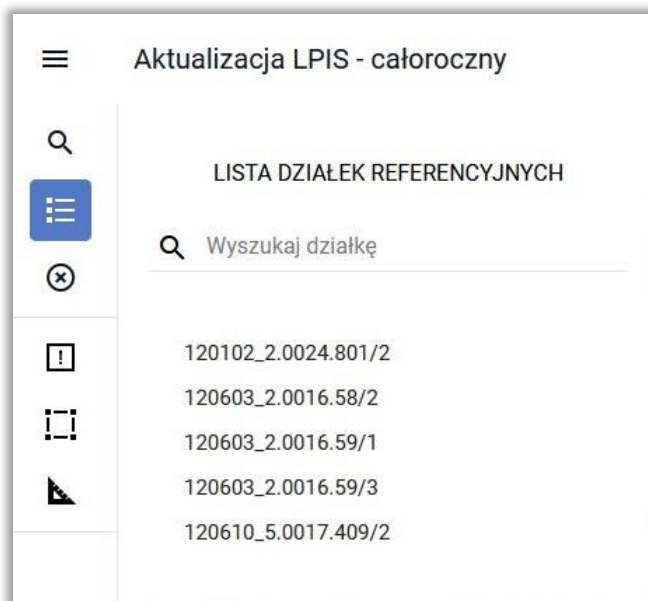 Aktualizacja LPIS - całoroczny
LISTA DZIAŁEK REFERENCYJNYCH
Wyszukaj działkę
120102_2.0024.801/2
120603_2.0016.58/2
120603_2.0016.59/1
120603_2.0016.59/3
120610_5.0017.409/2